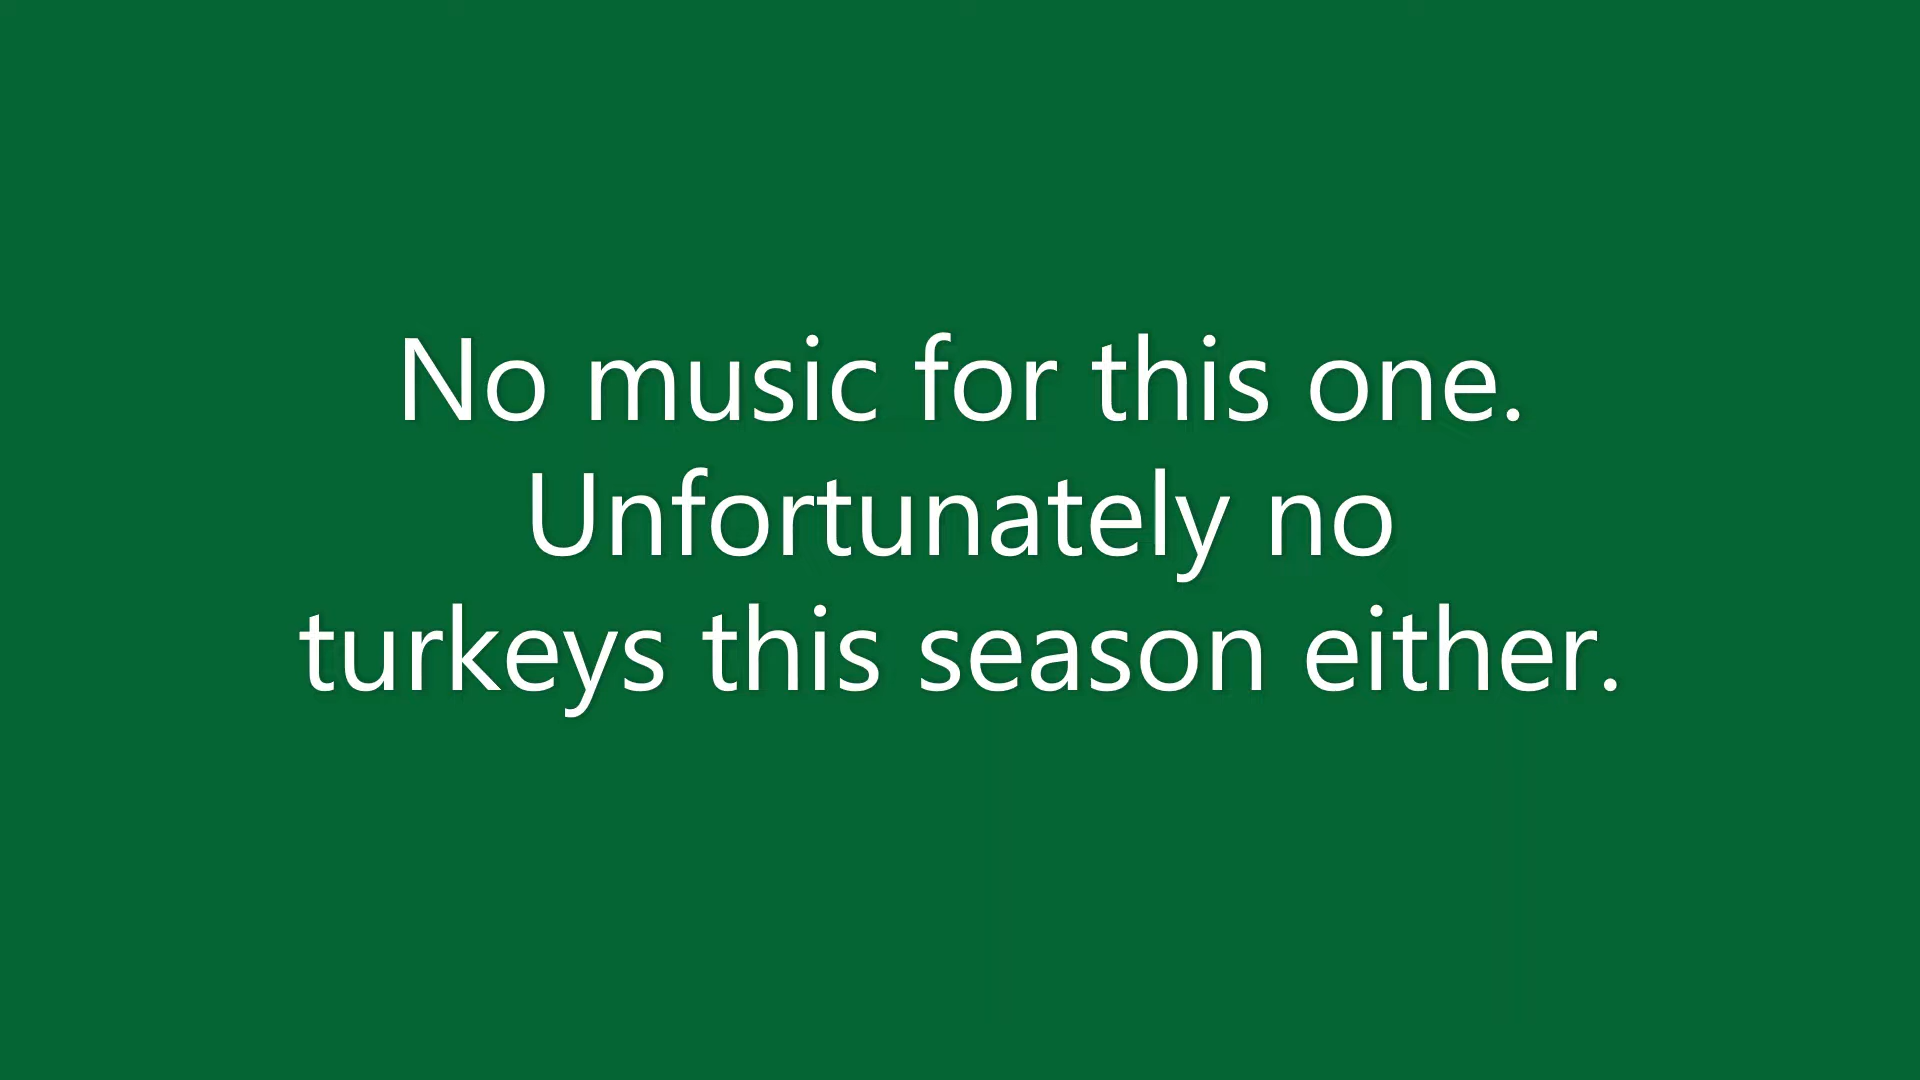 No music for this one.
Unfortunately no
turkeys this season either.